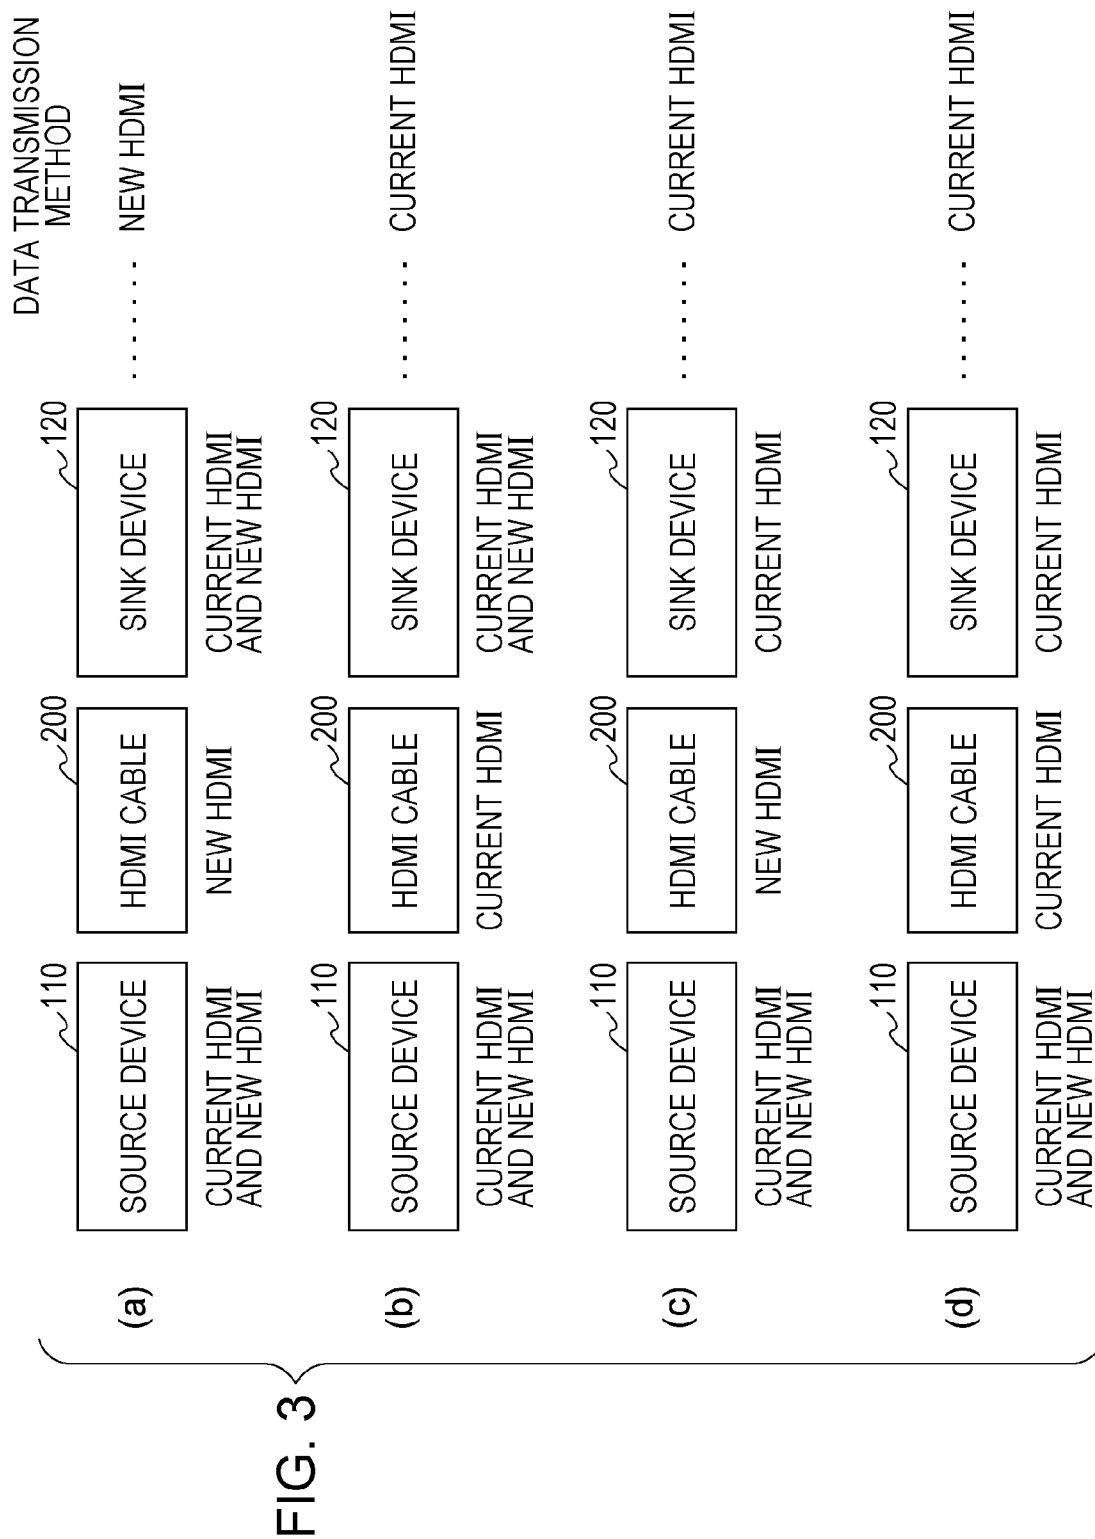 FIG. 3
DATA TRANSMISSION
METHOD
(a)
110
SOURCE DEVICE
CURRENT HDMI
AND NEW HDMI
200
HDMI CABLE
NEW HDMI
120
SINK DEVICE
CURRENT HDMI
AND NEW HDMI
NEW HDMI
(b)
110
SOURCE DEVICE
CURRENT HDMI
AND NEW HDMI
200
HDMI CABLE
CURRENT HDMI
120
SINK DEVICE
CURRENT HDMI
AND NEW HDMI
CURRENT HDMI
(c)
110
SOURCE DEVICE
CURRENT HDMI
AND NEW HDMI
200
HDMI CABLE
NEW HDMI
120
SINK DEVICE
CURRENT HDMI
CURRENT HDMI
(d)
110
SOURCE DEVICE
CURRENT HDMI
AND NEW HDMI
200
HDMI CABLE
CURRENT HDMI
120
SINK DEVICE
CURRENT HDMI
CURRENT HDMI